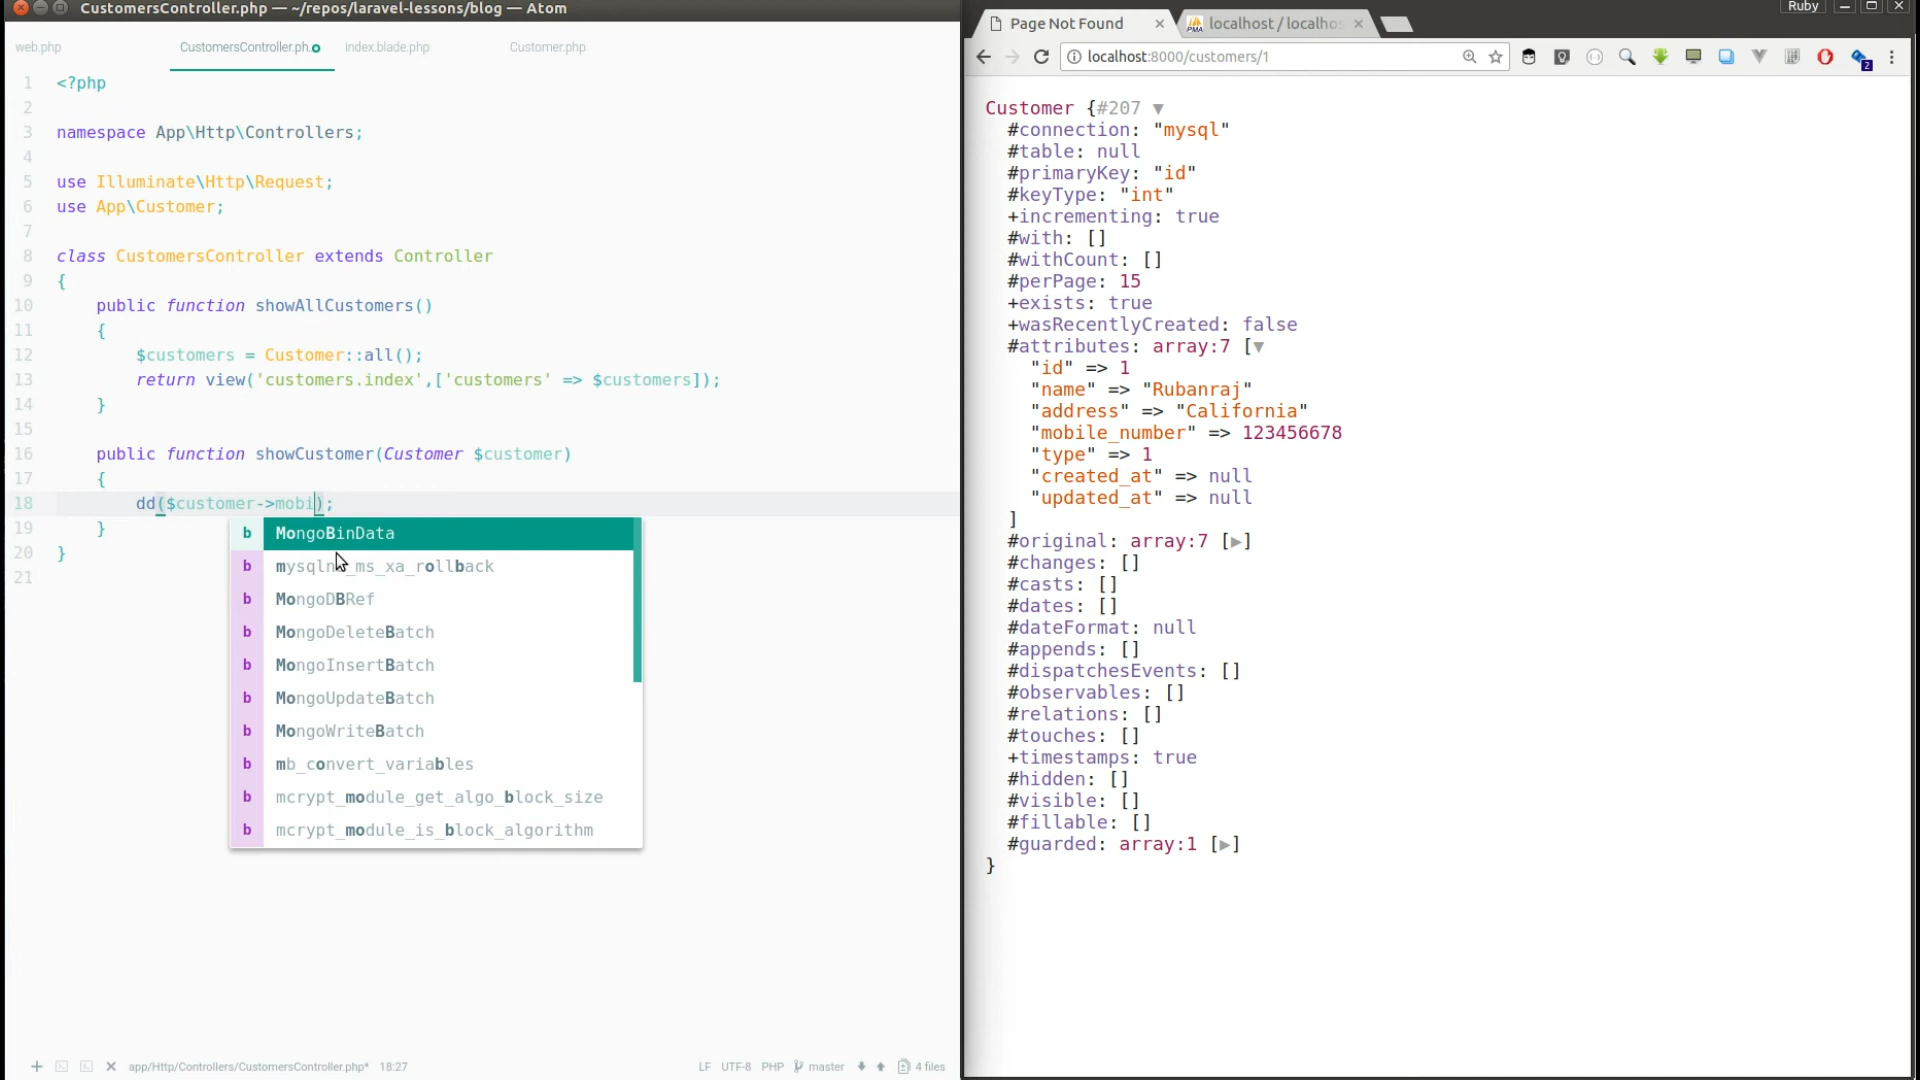 CustomersController.php — ~/repos/laravel-lessons/blog — Atom
web.php CustomersController.ph. index.blade.php Customer.php
1 <?php
2
3 namespace App\Http\Controllers;
4
5 use Illuminate\Http\Request;
6 use App\Customer;
7
8 class CustomersController extends Controller
9 {
10 public function showAllCustomers()
11 {
12 $customers = Customer::all();
13 return view('customers.index',['customers' => $customers]);
14 }
15
16 public function showCustomer(Customer $customer)
17 {
18 dd($customer->mobi);
19 }
20 }
21
b MongoBinData
b _ms_xa_rollback
b MongoDBRef
b MongoDeleteBatch
b MongoInsertBatch
b MongoUpdateBatch
b MongoWriteBatch
b mb_convert_variables
b mcrypt_module_get_algo_block_size
b mcrypt_module_is_block_algorithm
app/Http/Controllers/CustomersController.php* 18:27 LF UTF-8 PHP master 4 files
Ruby
Page Not Found localhost / localhos
localhost:8000/customers/1
2
Customer {#207 ▼
#connection: "mysql"
#table: null
#primaryKey: "id"
#keyType: "int"
+incrementing: true
#with: []
#withCount: []
#perPage: 15
+exists: true
+wasRecentlyCreated: false
#attributes: array:7 [▼
"id" => 1
"name" => "Rubanraj"
"address" => "California"
"mobile_number" => 123456678
"type" => 1
"created_at" => null
"updated_at" => null
]
#original: array:7 [▶]
#changes: []
#casts: []
#dates: []
#dateFormat: null
#appends: []
#dispatchesEvents: []
#observables: []
#relations: []
#touches: []
+timestamps: true
#hidden: []
#visible: []
#fillable: []
#guarded: array:1 [▶]
}